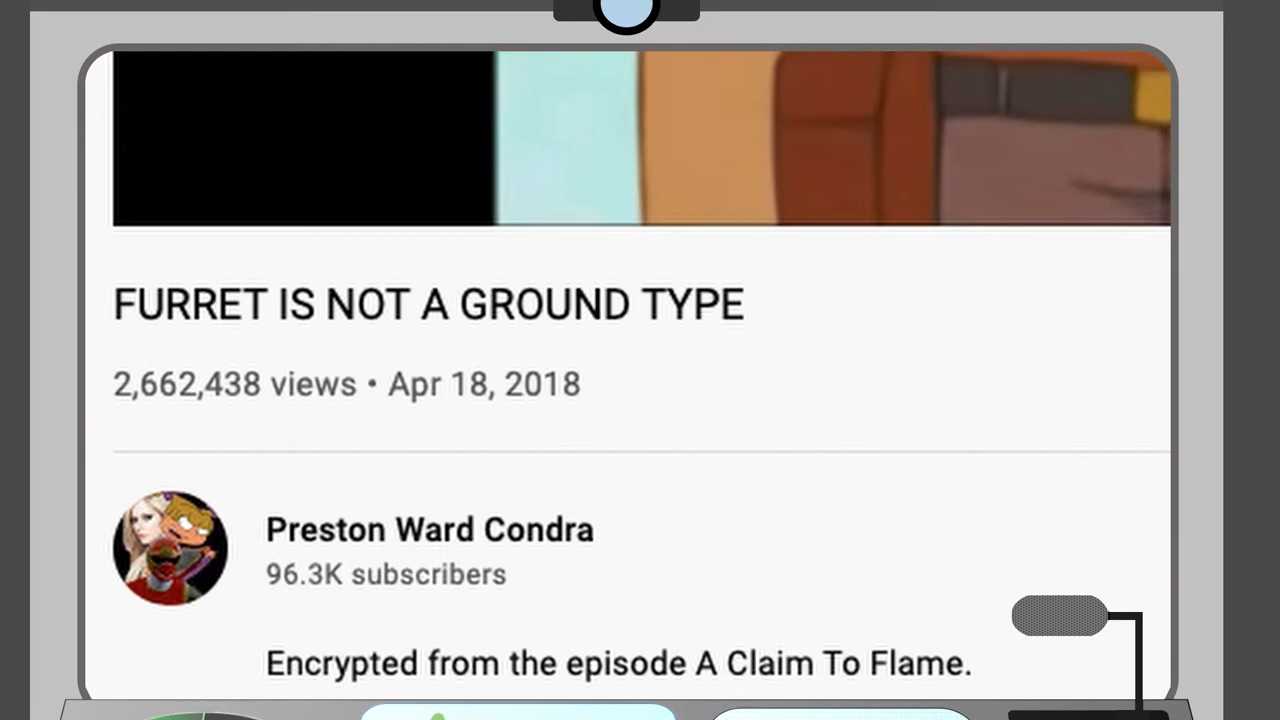 FURRET IS NOT A GROUND TYPE
2,662,438 views • Apr 18, 2018
Preston Ward Condra
96.3K subscribers
Encrypted from the episode A Claim To Flame.